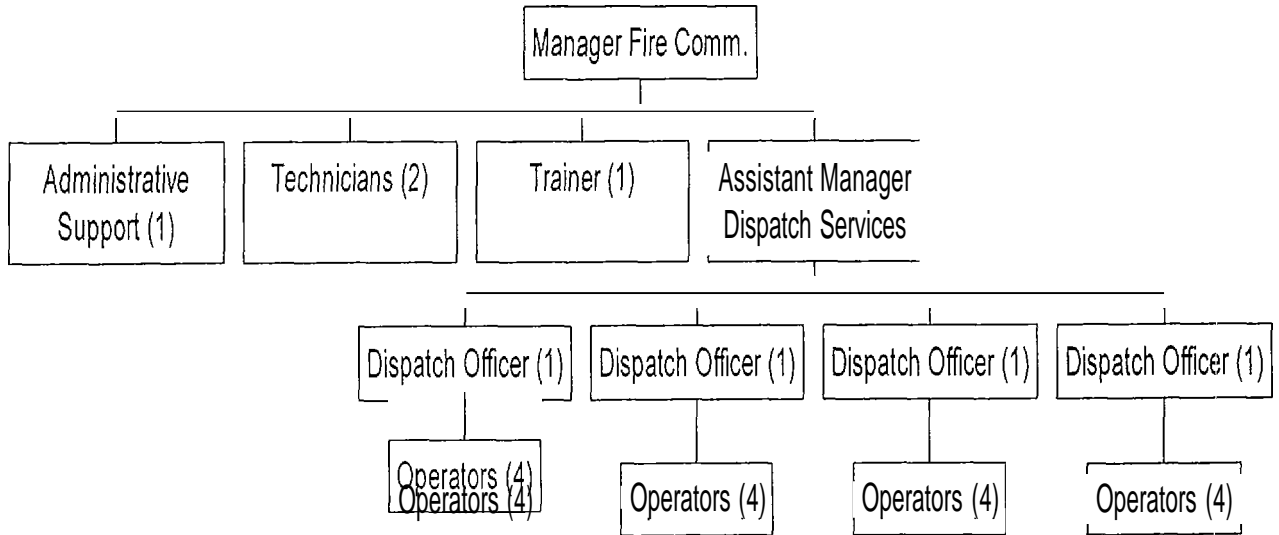 Manager Fire Comm.
Administrative
Support (1)
Technicians (2)
Trainer (1)
Assistant Manager
Dispatch Services
Dispatch Officer (1)
Dispatch Officer (1)
Dispatch Officer (1)
Dispatch Officer (1)
Operators (4)
Operators (4)
Operators (4)
Operators (4)
Operators (4)